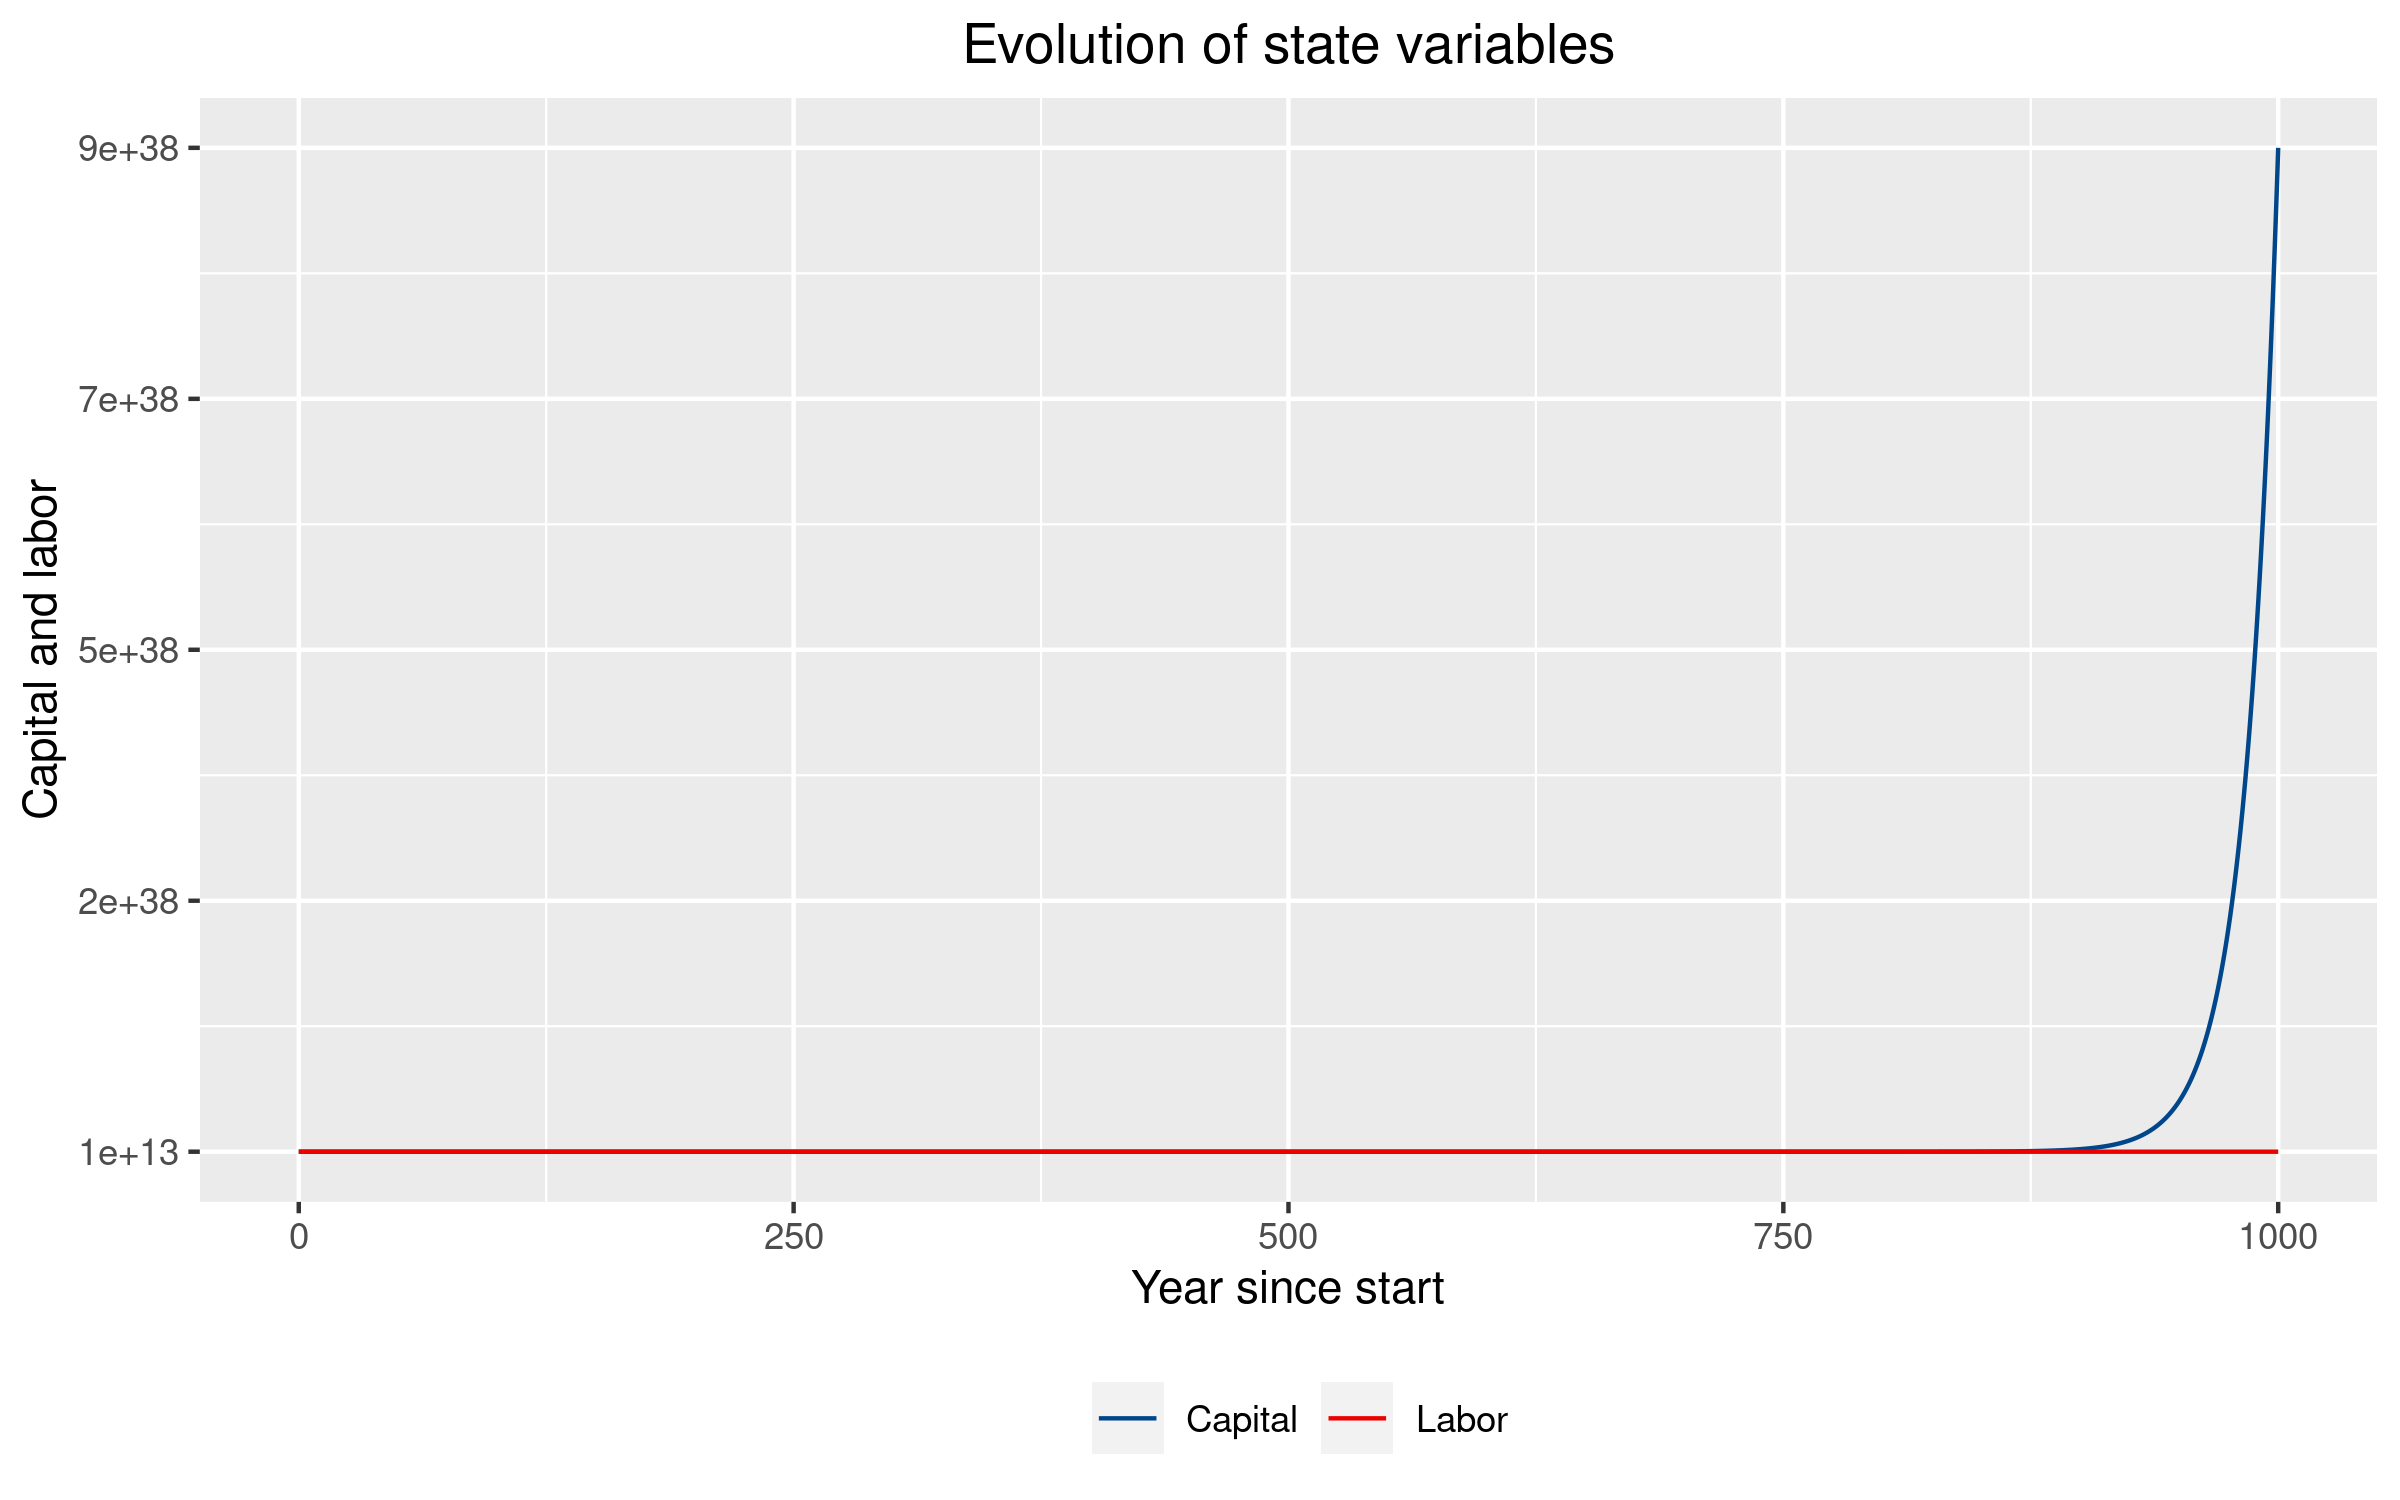 Evolution of state variables
Capital and labor
9e+38
7e+38
5e+38
2e+38
1e+13
0 250 500 750 1000
Year since start
Capital Labor